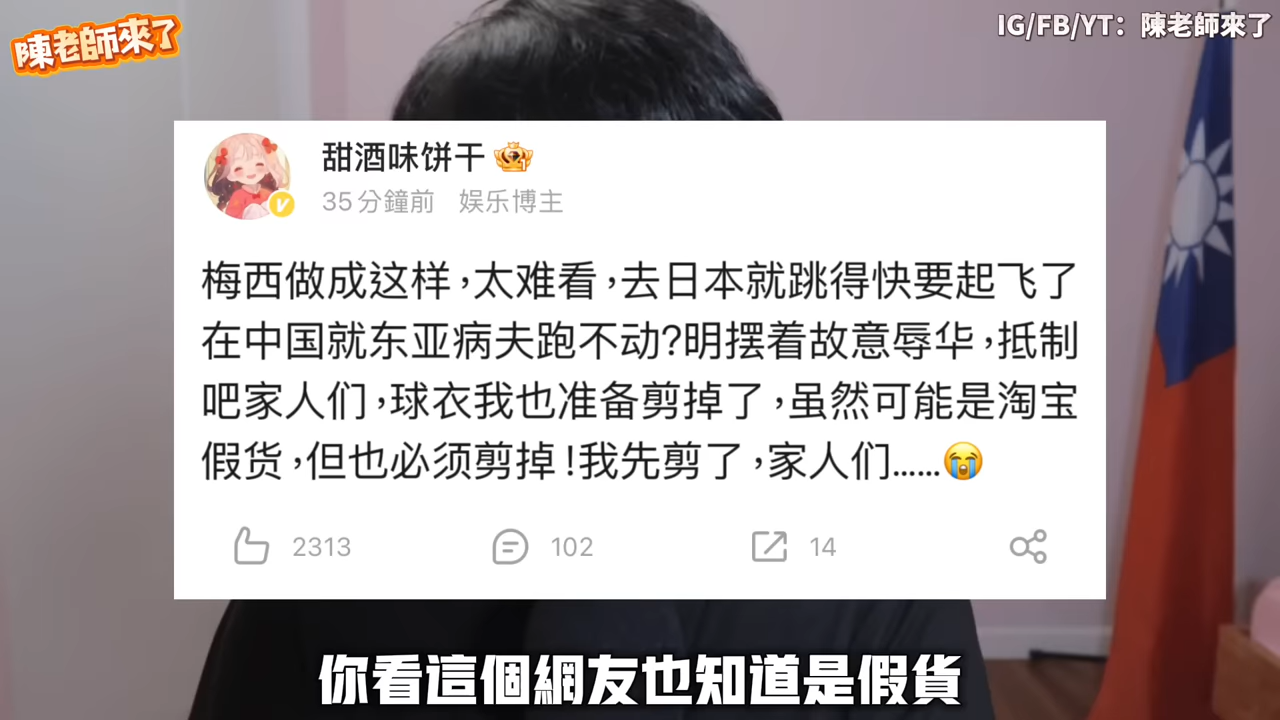 陳老師來了
IG/FB/YT：陳老師來了
甜酒味饼干
35分鐘前 娱乐博主
梅西做成这样，太难看，去日本就跳得快要起飞了
在中国就东亚病夫跑不动?明摆着故意辱华，抵制
吧家人们，球衣我也准备剪掉了，虽然可能是淘宝
假货，但也必须剪掉！我先剪了，家人们......😭
2313 102 14
你看這個網友也知道是假貨